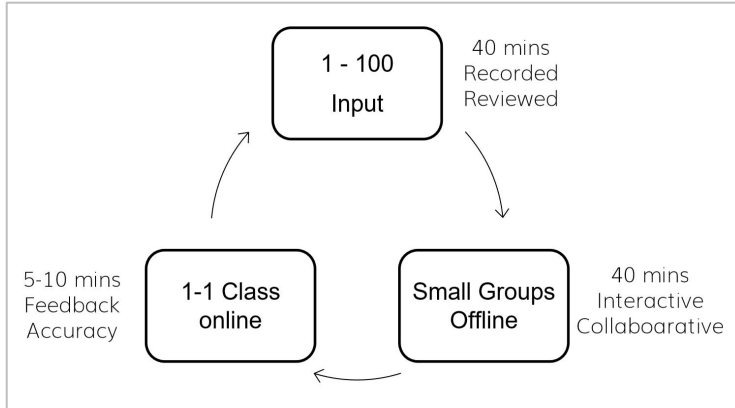 1 - 100
Input
40 mins
Recorded
Reviewed
Small Groups
Offline
40 mins
Interactive
Collaboarative
1-1 Class
online
5-10 mins
Feedback
Accuracy